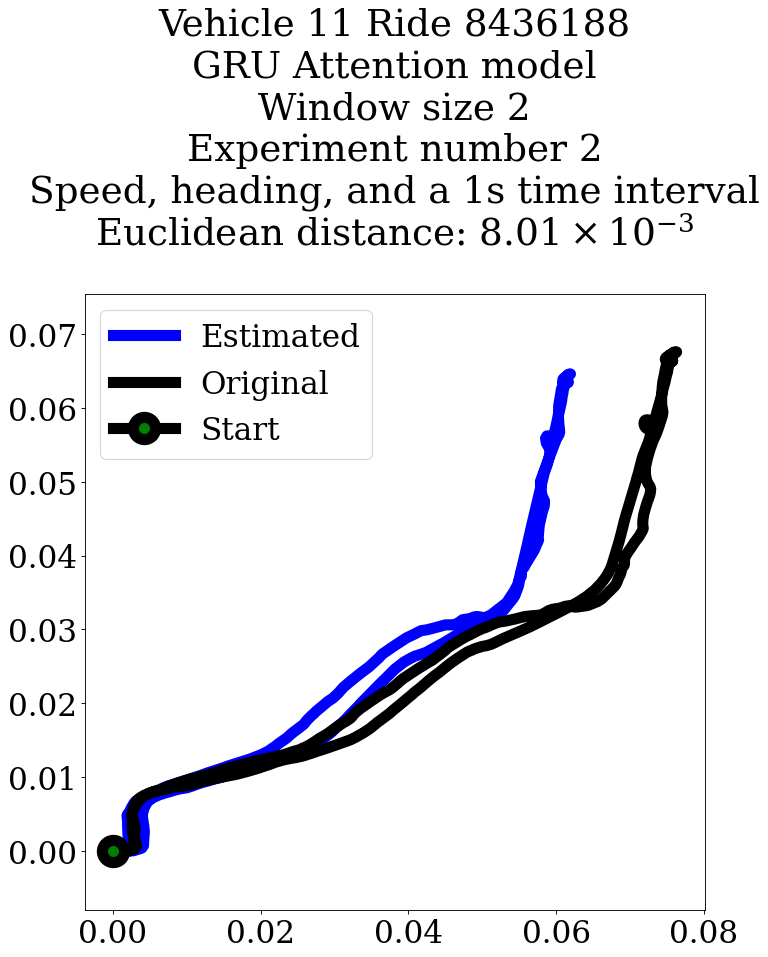 Vehicle 11 Ride 8436188
GRU Attention model
Window size 2
Experiment number 2
Speed, heading, and a 1s time interval
Euclidean distance: 8.01 × 10⁻³
Estimated
Original
Start
0.07
0.06
0.05
0.04
0.03
0.02
0.01
0.00
0.00 0.02 0.04 0.06 0.08